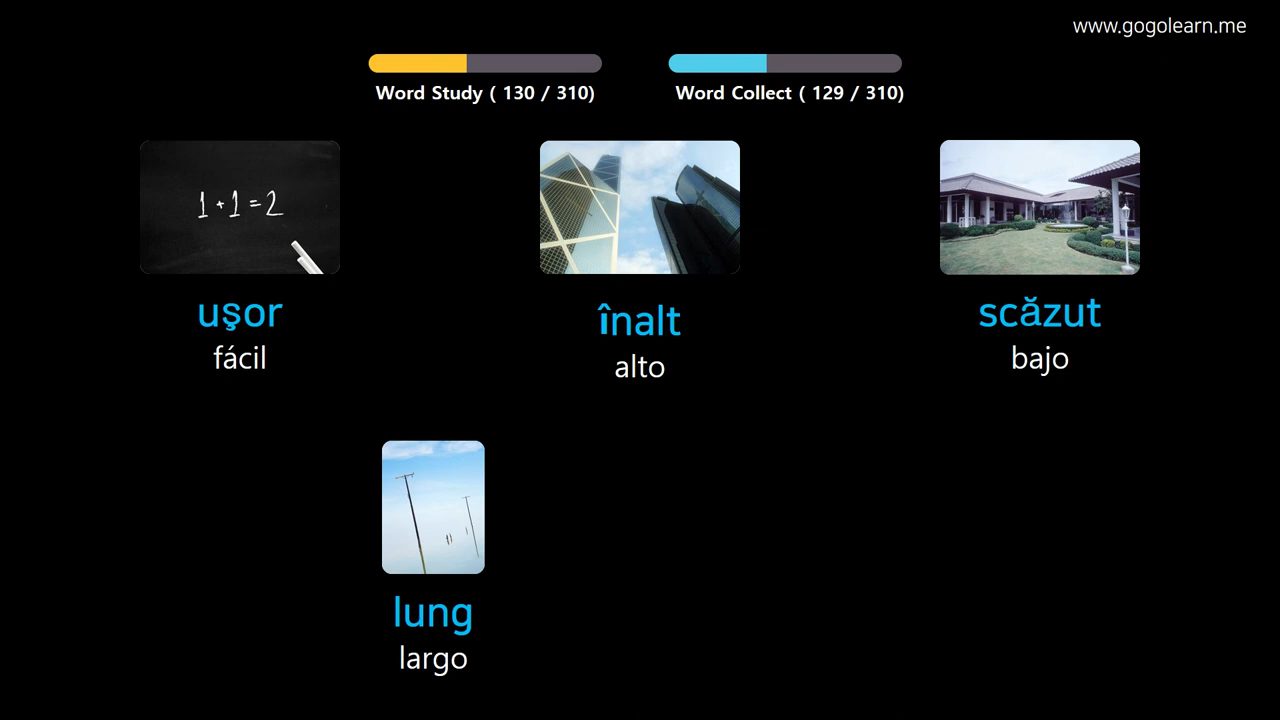 www.gogolearn.me
Word Study ( 130 / 310)
Word Collect ( 129 / 310)
1 + 1 = 2
uşor
fácil
înalt
alto
scăzut
bajo
lung
largo